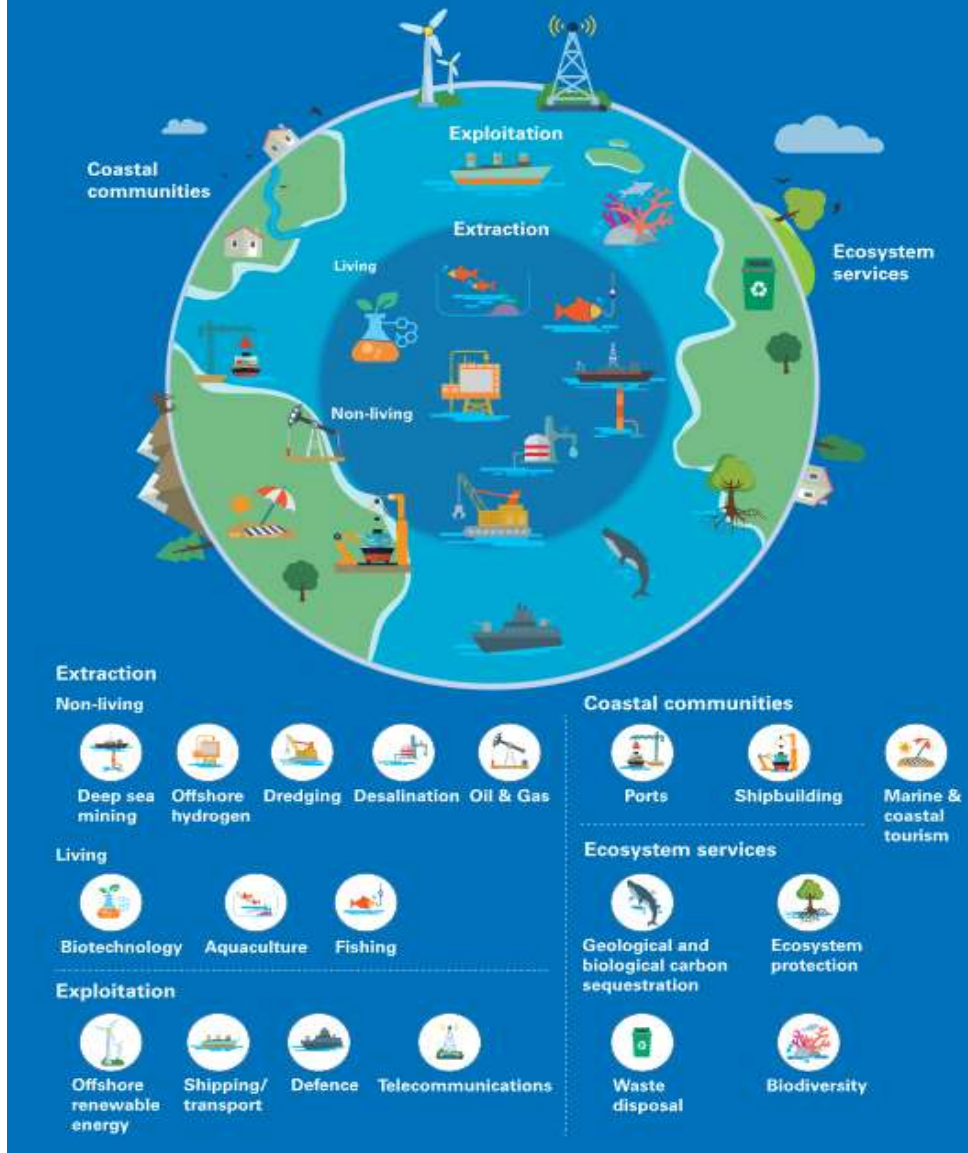 Exploitation
Coastal
communities
Extraction
Ecosystem
services
Living
Non-living
Extraction
Non-living
Deep sea
mining
Offshore
hydrogen
Dredging
Desalination
Oil & Gas
Living
Biotechnology
Aquaculture
Fishing
Exploitation
Offshore
renewable
energy
Shipping/
transport
Defence
Telecommunications
Coastal communities
Ports
Shipbuilding
Marine &
coastal
tourism
Ecosystem services
Geological and
biological carbon
sequestration
Ecosystem
protection
Waste
disposal
Biodiversity